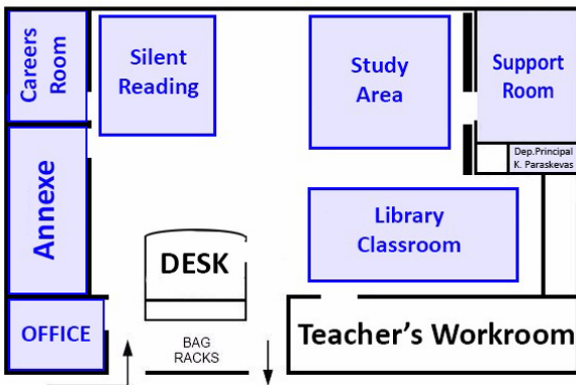 Careers
Room
Silent
Reading
Study
Area
Support
Room
Dep.Principal
K. Paraskevas
Annexe
Library
Classroom
DESK
OFFICE
BAG
RACKS
Teacher's Workroom